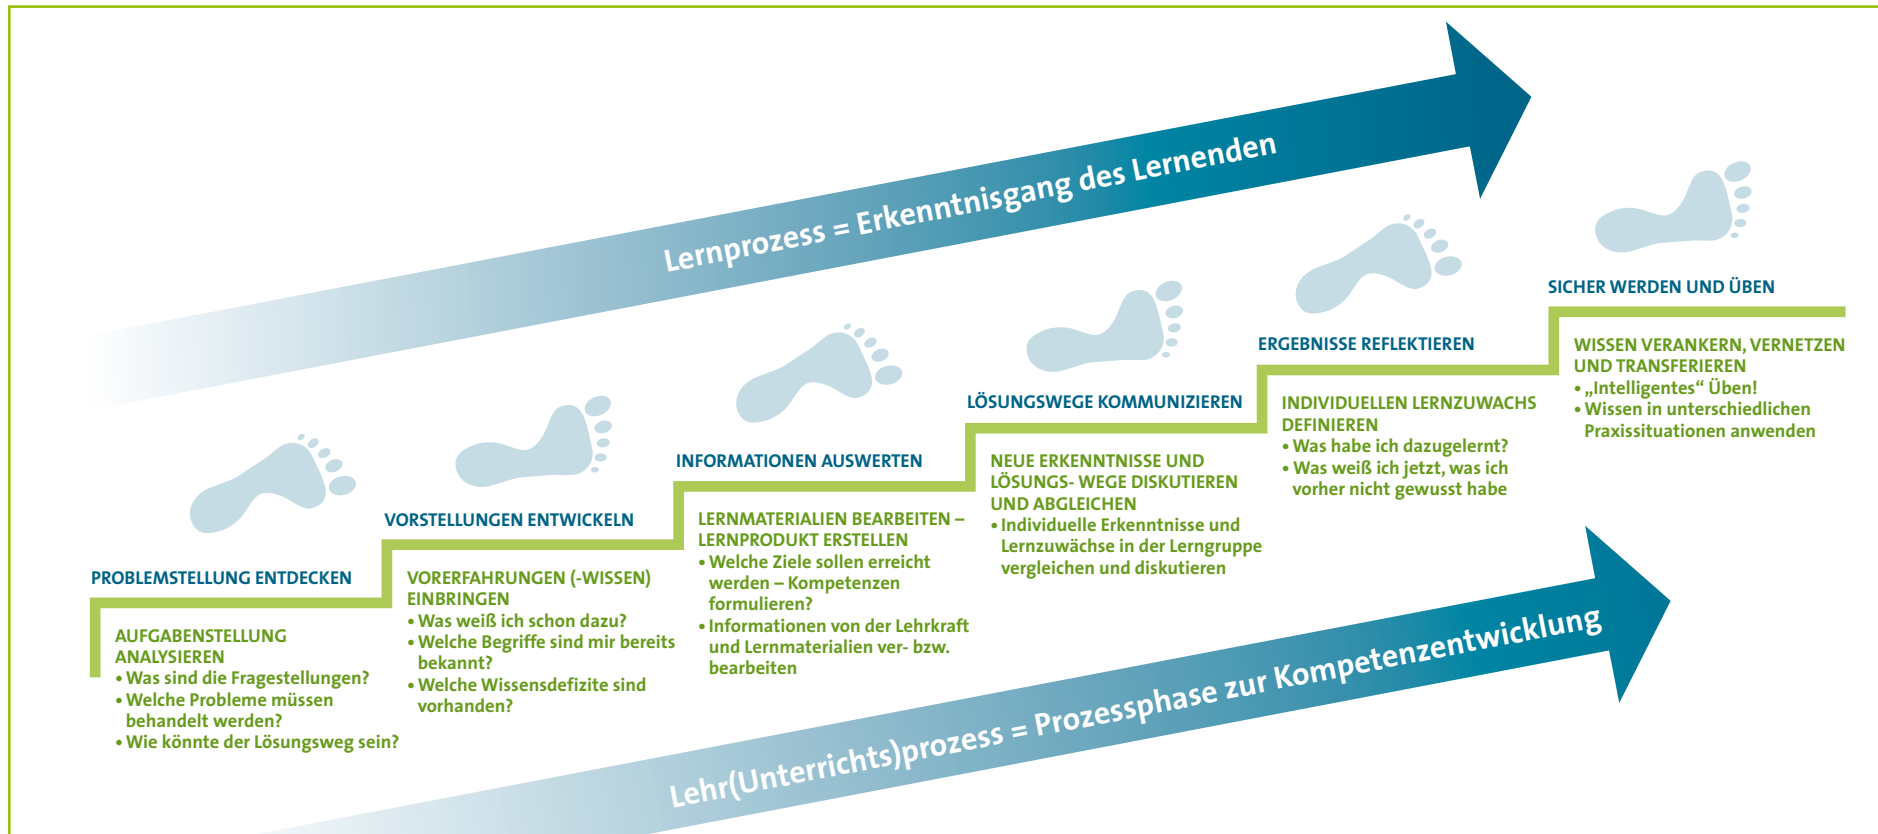 Lernprozess = Erkenntnisgang des Lernenden
PROBLEMSTELLUNG ENTDECKEN
AUFGABENSTELLUNG
ANALYSIEREN
• Was sind die Fragestellungen?
• Welche Probleme müssen
behandelt werden?
• Wie könnte der Lösungsweg sein?
VORSTELLUNGEN ENTWICKELN
VORERFAHRUNGEN (-WISSEN)
EINBRINGEN
• Was weiß ich schon dazu?
• Welche Begriffe sind mir bereits
bekannt?
• Welche Wissensdefizite sind
vorhanden?
INFORMATIONEN AUSWERTEN
LERNMATERIALIEN BEARBEITEN –
LERNPRODUKT ERSTELLEN
• Welche Ziele sollen erreicht
werden – Kompetenzen
formulieren?
• Informationen von der Lehrkraft
und Lernmaterialien ver- bzw.
bearbeiten
LÖSUNGSWEGE KOMMUNIZIEREN
NEUE ERKENNTNISSE UND
LÖSUNGS- WEGE DISKUTIEREN
UND ABGLEICHEN
• Individuelle Erkenntnisse und
Lernzuwächse in der Lerngruppe
vergleichen und diskutieren
ERGEBNISSE REFLEKTIEREN
INDIVIDUELLEN LERNZUWACHS
DEFINIEREN
• Was habe ich dazugelernt?
• Was weiß ich jetzt, was ich
vorher nicht gewusst habe
SICHER WERDEN UND ÜBEN
WISSEN VERANKERN, VERNETZEN
UND TRANSFERIEREN
• „Intelligentes“ Üben!
• Wissen in unterschiedlichen
Praxissituationen anwenden
Lehr(Unterrichts)prozess = Prozessphase zur Kompetenzentwicklung